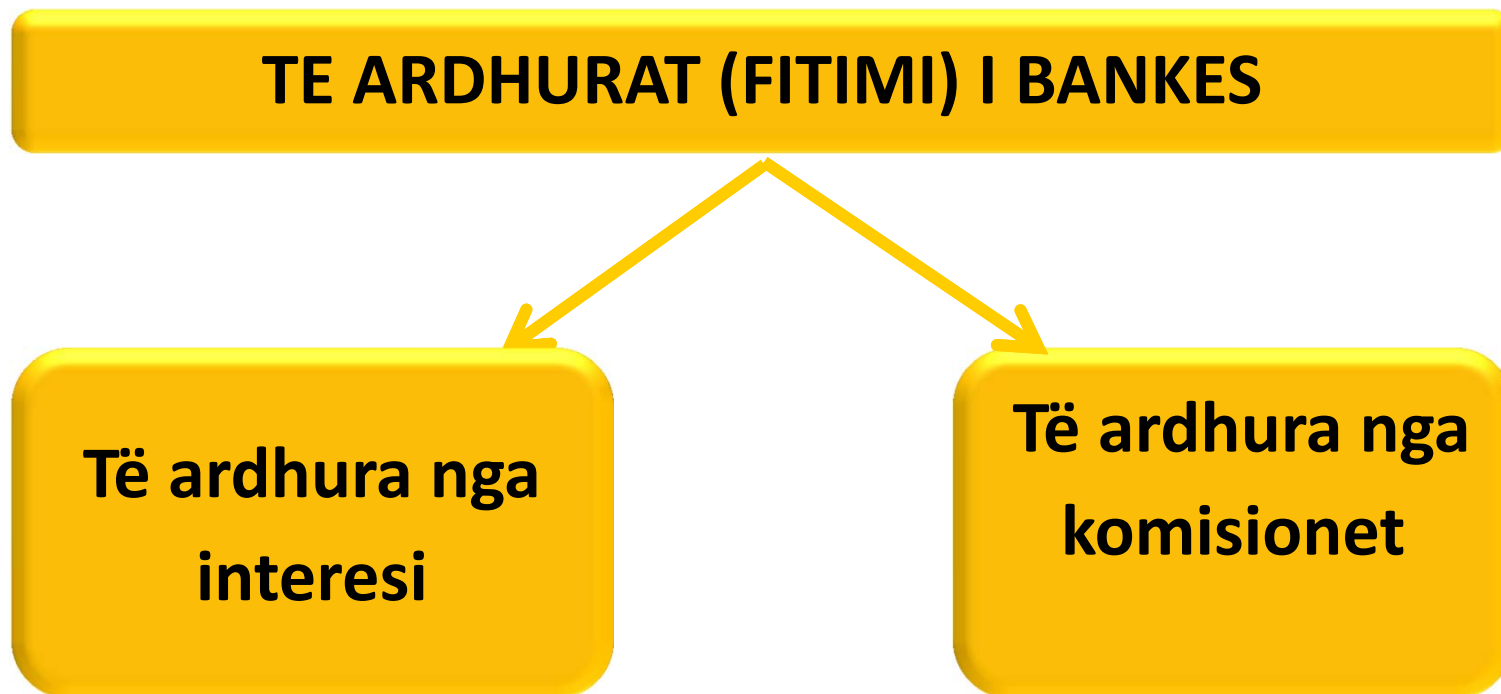 TE ARDHURAT (FITIMI) I BANKES
Të ardhura nga
interesi
Të ardhura nga
komisionet